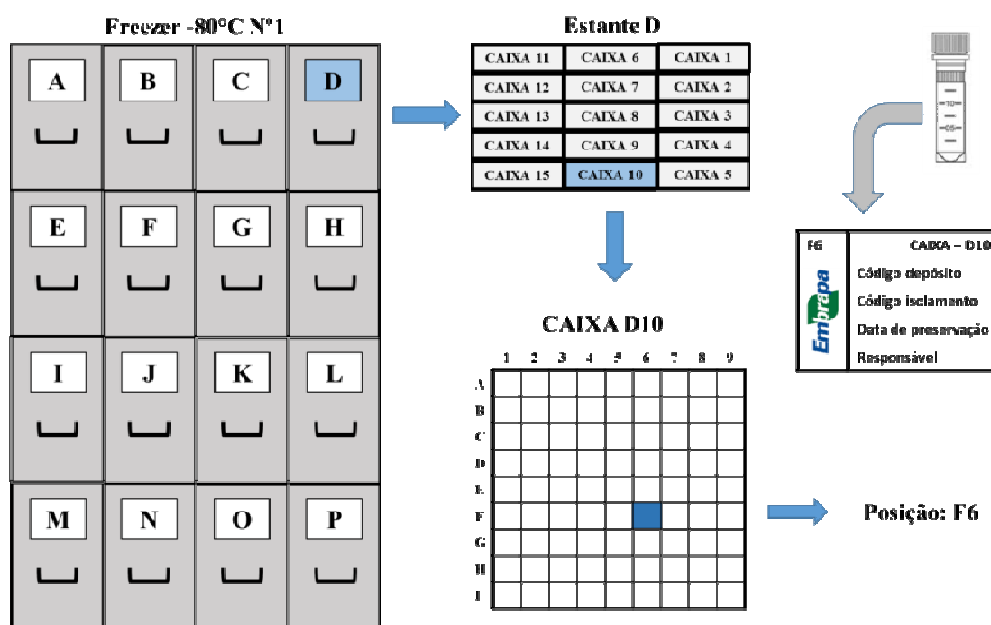 Freezer -80°C Nº1
A B C D
E F G H
I J K L
M N O P
Estante D
CAIXA 11 CAIXA 6 CAIXA 1
CAIXA 12 CAIXA 7 CAIXA 2
CAIXA 13 CAIXA 8 CAIXA 3
CAIXA 14 CAIXA 9 CAIXA 4
CAIXA 15 CAIXA 10 CAIXA 5
F6 CAIXA – D10
Embrapa
Código depósito
Código isolamento
Data de preservação
Responsável
CAIXA D10
1 2 3 4 5 6 7 8 9
A
B
C
D
E
F
G
H
I
Posição: F6